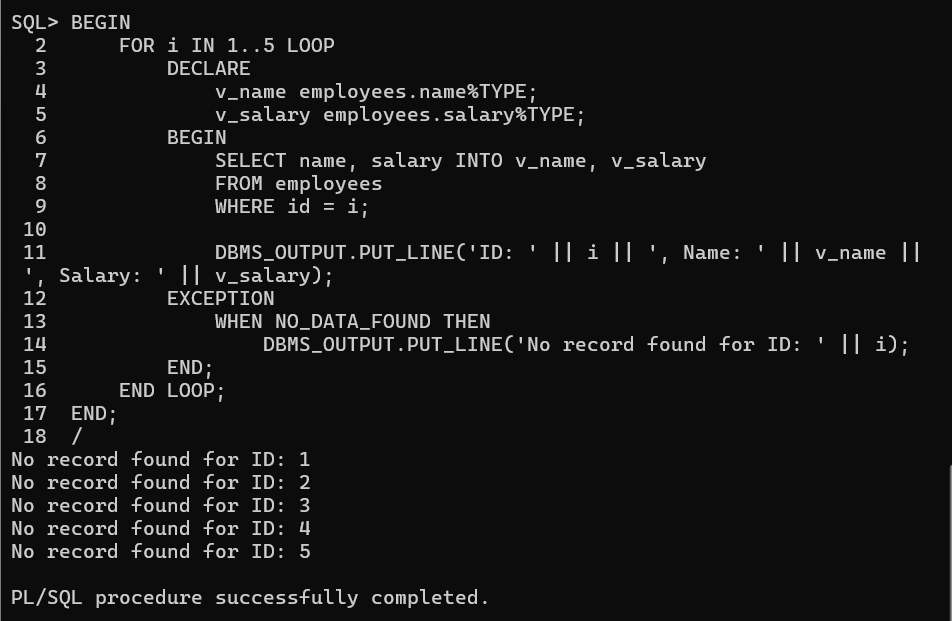 SQL> BEGIN
  2      FOR i IN 1..5 LOOP
  3          DECLARE
  4              v_name employees.name%TYPE;
  5              v_salary employees.salary%TYPE;
  6          BEGIN
  7              SELECT name, salary INTO v_name, v_salary
  8              FROM employees
  9              WHERE id = i;
 10
 11              DBMS_OUTPUT.PUT_LINE('ID: ' || i || ', Name: ' || v_name ||
 ', Salary: ' || v_salary);
 12          EXCEPTION
 13              WHEN NO_DATA_FOUND THEN
 14                  DBMS_OUTPUT.PUT_LINE('No record found for ID: ' || i);
 15          END;
 16      END LOOP;
 17  END;
 18  /
No record found for ID: 1
No record found for ID: 2
No record found for ID: 3
No record found for ID: 4
No record found for ID: 5

PL/SQL procedure successfully completed.